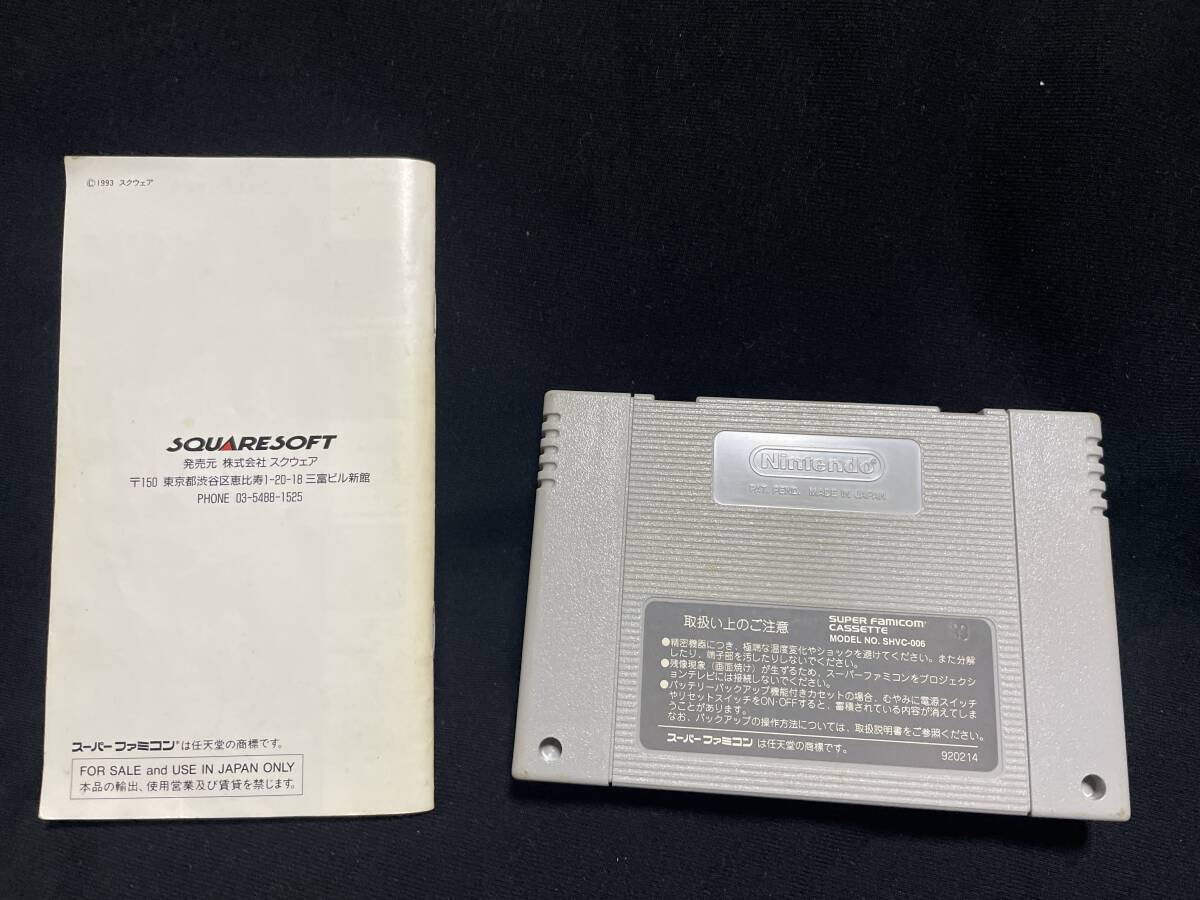 ©1993 スクウェア
SQUARESOFT
発売元 株式会社 スクウェア
〒150 東京都渋谷区恵比寿1-20-18 三富ビル新館
PHONE 03-5488-1525
スーパーファミコン®は任天堂の商標です。
FOR SALE and USE IN JAPAN ONLY
本品の輸出、使用営業及び賃貸を禁じます。
Nintendo®
PAT. PEND. MADE IN JAPAN
取扱い上のご注意
SUPER FAMICOM®
CASSETTE
MODEL NO. SHVC-006
●精密機器につき、極端な温度変化やショックを避けてください。また分解
したり、端子部を汚したりしないでください。
●残像現象（画面焼け）が生ずるため、スーパーファミコンをプロジェクシ
ョンテレビには接続しないでください。
●バッテリーバックアップ機能付きカセットの場合、むやみに電源スイッチ
やリセットスイッチをON・OFFすると、蓄積されている内容が消えてしま
うことがあります。
なお、バックアップの操作方法については、取扱説明書をご参照ください。
スーパーファミコン は任天堂の商標です。
920214